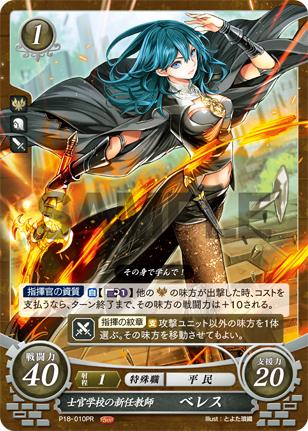 1
SAMPLE
その身で学んで!
指揮官の資質 自【●1】他の の味方が出撃した時、コストを
支払うなら、ターン終了まで、その味方の戦闘力は+10される。
指揮官の紋章 攻攻撃ユニット以外の味方を1体
選ぶ。その味方を移動させてもよい。
戦闘力 40
射程 1 特殊職 平民
支援力 20
士官学校の新任教師 ベレス
P18-010PR
Illust:とよた瑣織